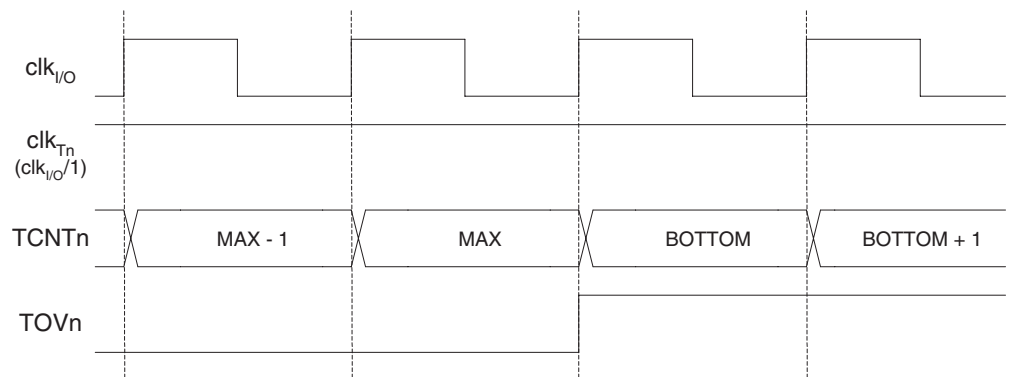 clkI/O
clkTn
(clkI/O/1)
TCNTn
MAX - 1
MAX
BOTTOM
BOTTOM + 1
TOVn